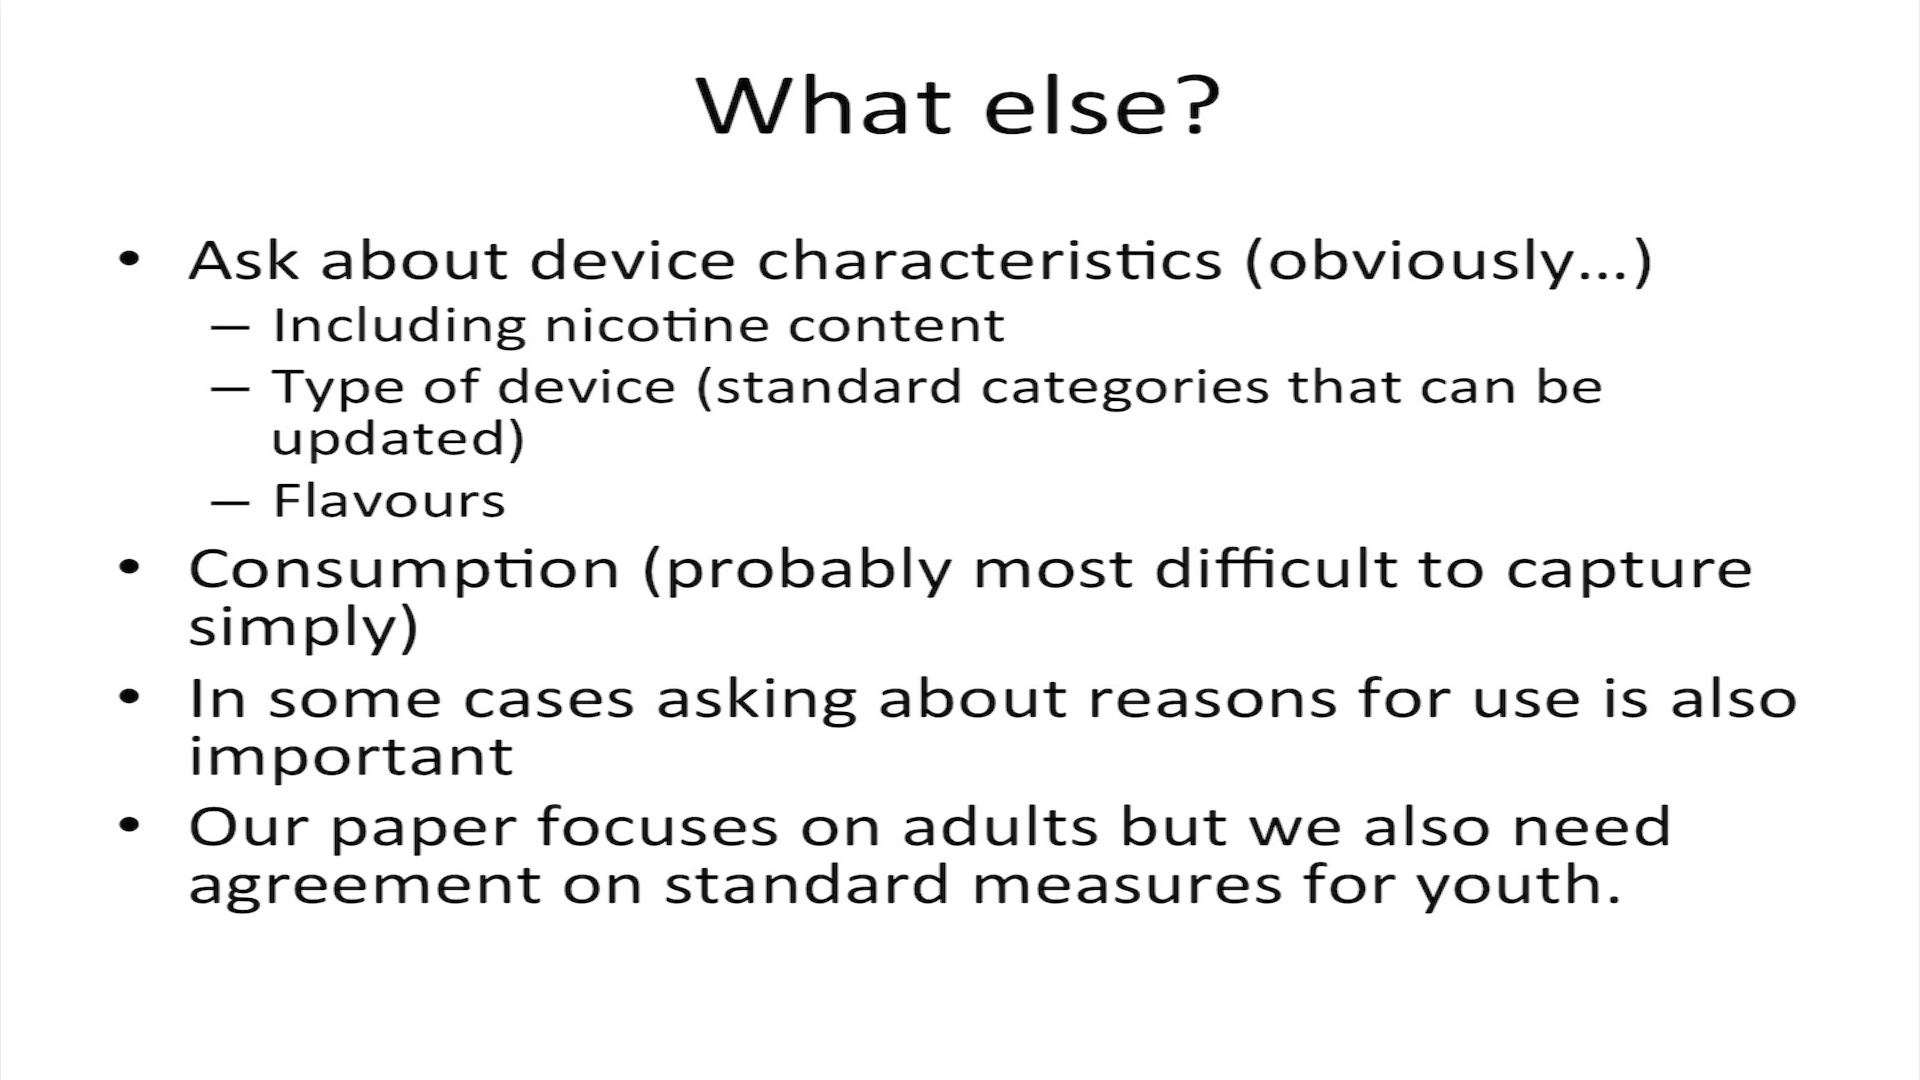 What else?
• Ask about device characteristics (obviously...)
– Including nicotine content
– Type of device (standard categories that can be
updated)
– Flavours
• Consumption (probably most difficult to capture
simply)
• In some cases asking about reasons for use is also
important
• Our paper focuses on adults but we also need
agreement on standard measures for youth.